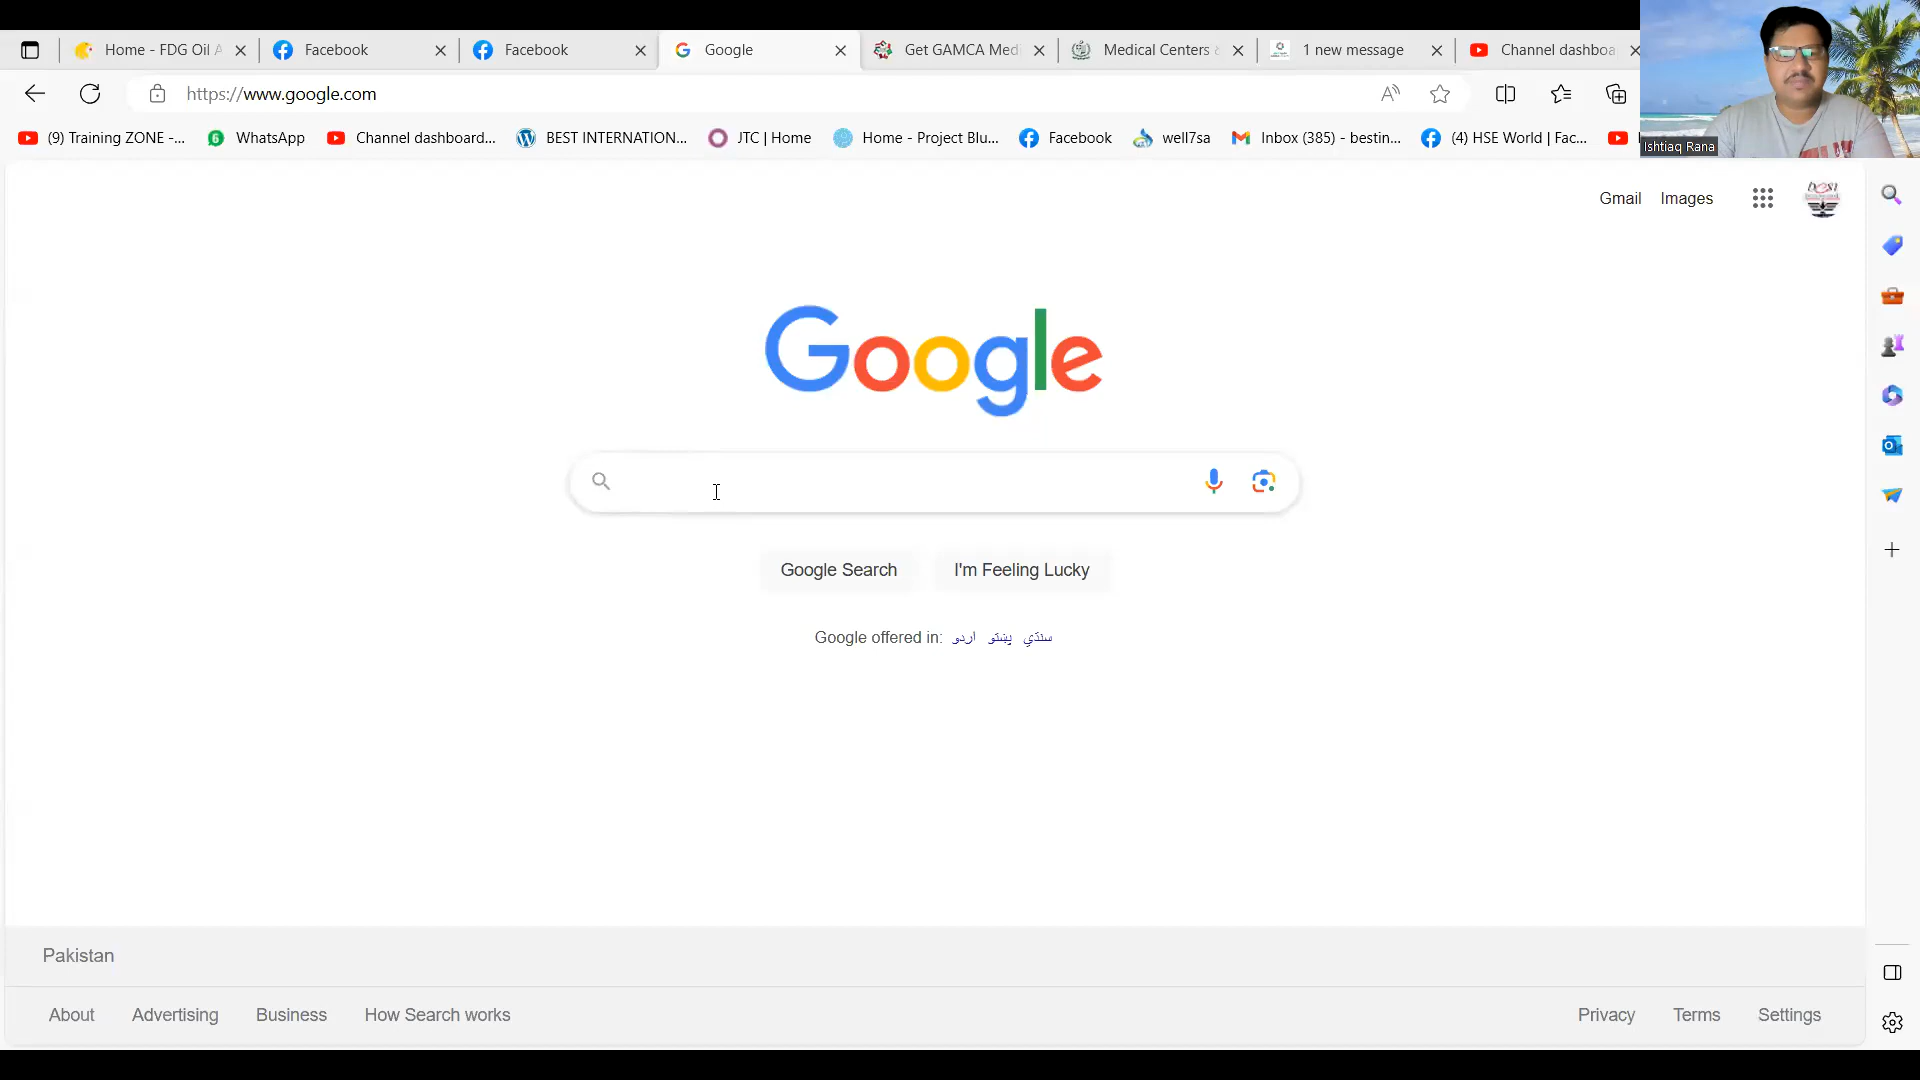 Home - FDG Oil A
Facebook
Facebook
Google
Get GAMCA Med
Medical Centers
1 new message
Channel dashboa
https://www.google.com
(9) Training ZONE -...
6
WhatsApp
Channel dashboard...
BEST INTERNATION...
JTC | Home
Home - Project Blu...
Facebook
well7sa
Inbox (385) - bestin...
(4) HSE World | Fac...
Ishtiaq Rana
Gmail
Images
Google
Google Search
I'm Feeling Lucky
Google offered in: اردو پښتو سنڌي
Pakistan
About
Advertising
Business
How Search works
Privacy
Terms
Settings